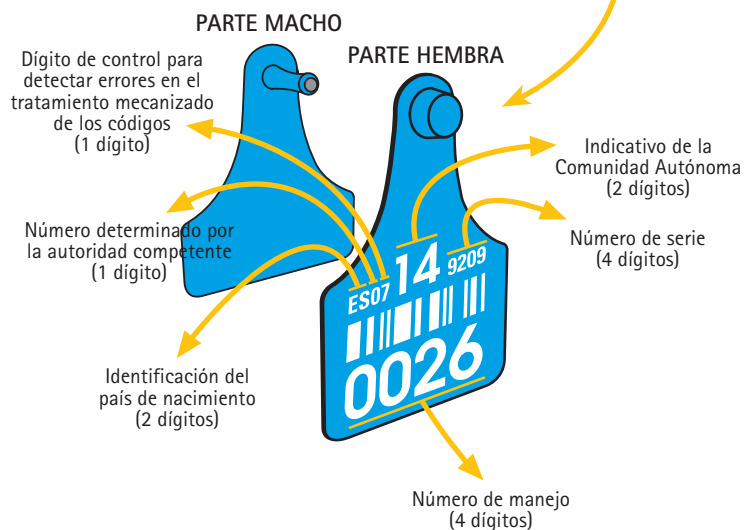 PARTE MACHO
PARTE HEMBRA
Dígito de control para
detectar errores en el
tratamiento mecanizado
de los códigos
(1 dígito)
Indicativo de la
Comunidad Autónoma
(2 dígitos)
Número determinado por
la autoridad competente
(1 dígito)
Número de serie
(4 dígitos)
ES07 14 9209
0026
Identificación del
país de nacimiento
(2 dígitos)
Número de manejo
(4 dígitos)